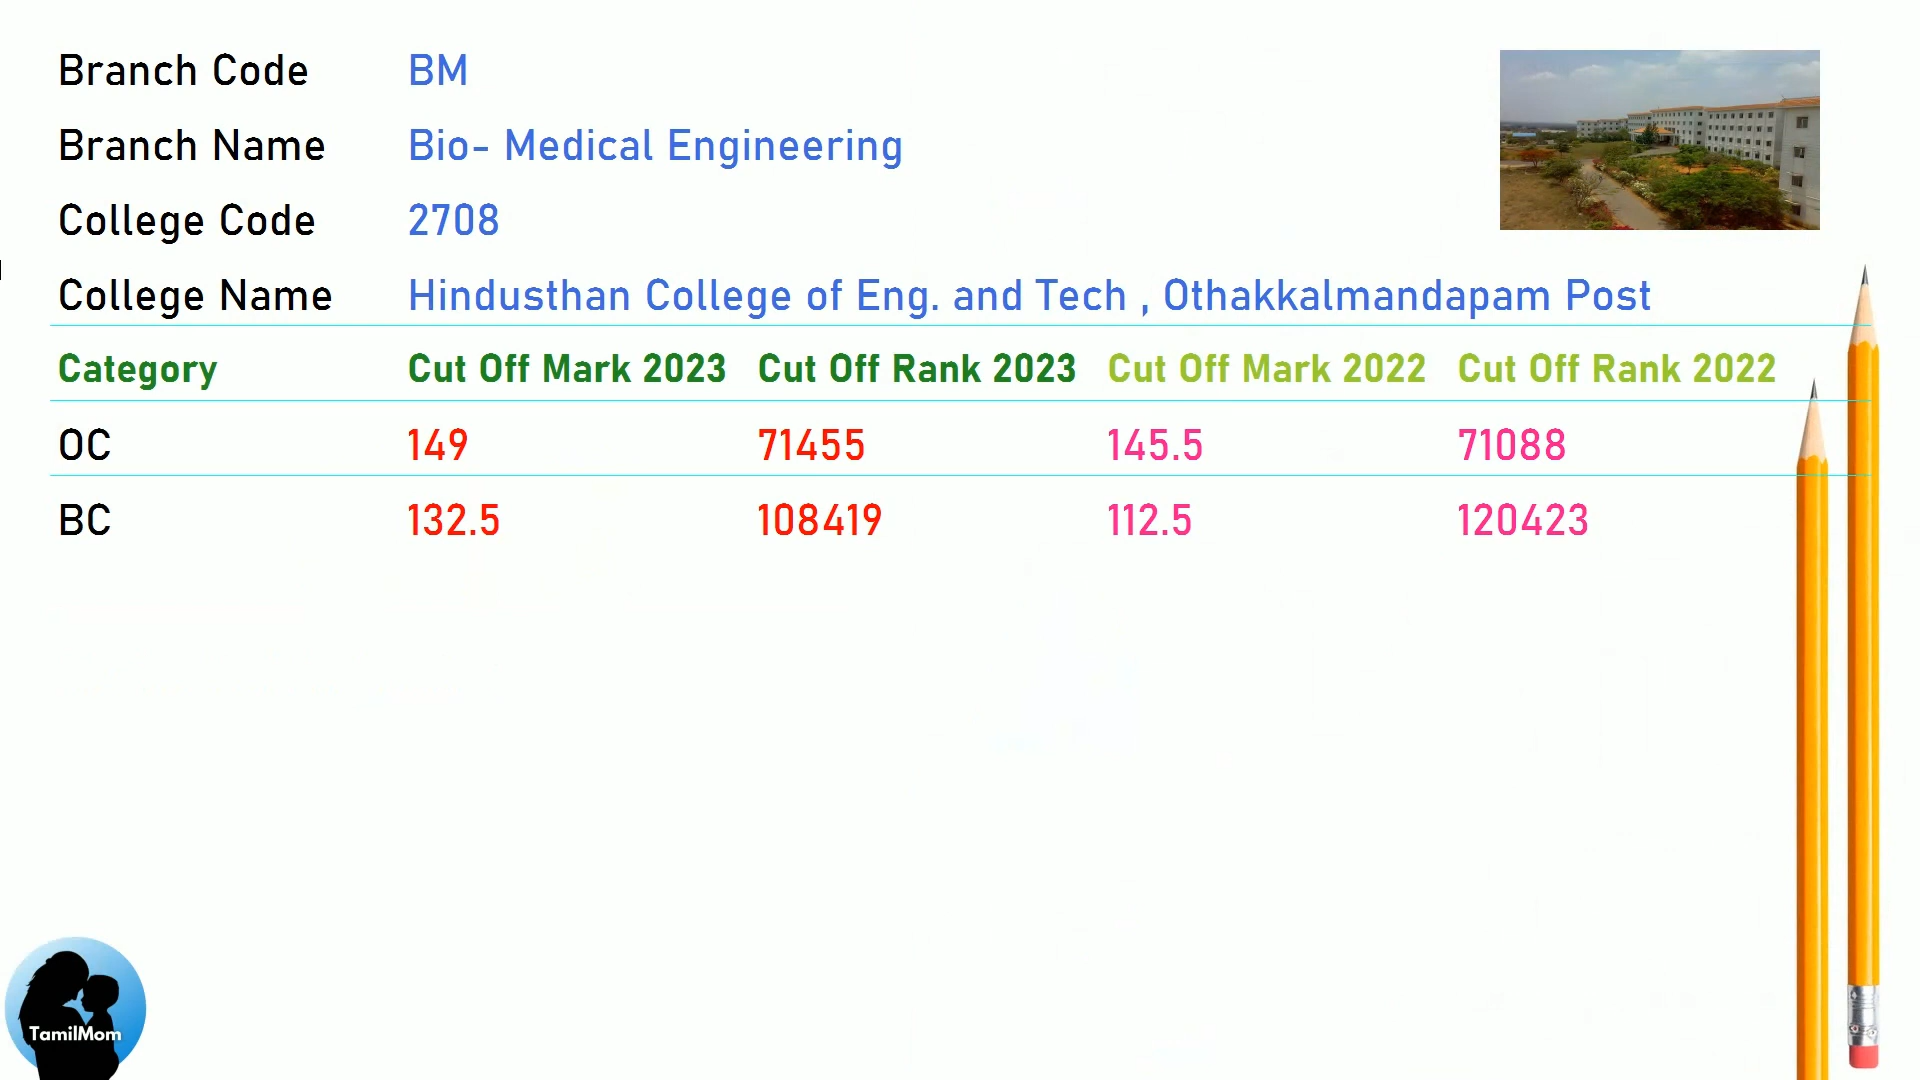 Branch Code BM
Branch Name Bio- Medical Engineering
College Code 2708
College Name Hindusthan College of Eng. and Tech , Othakkalmandapam Post
Category Cut Off Mark 2023 Cut Off Rank 2023 Cut Off Mark 2022 Cut Off Rank 2022
OC 149 71455 145.5 71088
BC 132.5 108419 112.5 120423
TamilMom